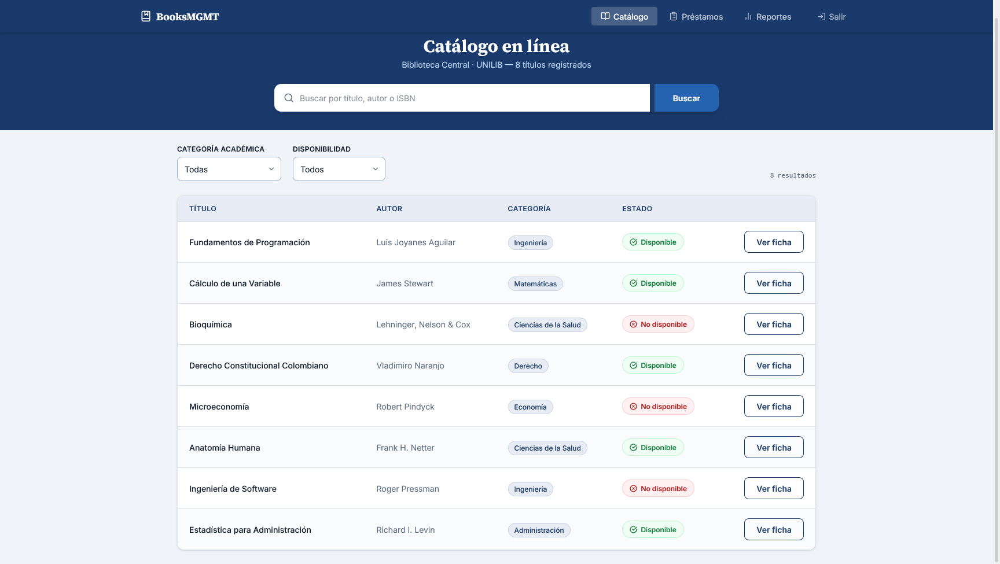 BooksMGMT
Catálogo
Préstamos
Reportes
Salir
Catálogo en línea
Biblioteca Central · UNILIB — 8 títulos registrados
Buscar por título, autor o ISBN
Buscar
CATEGORÍA ACADÉMICA
DISPONIBILIDAD
Todas
Todos
8 resultados
TÍTULO AUTOR CATEGORÍA ESTADO
Fundamentos de Programación Luis Joyanes Aguilar Ingeniería Disponible Ver ficha
Cálculo de una Variable James Stewart Matemáticas Disponible Ver ficha
Bioquímica Lehninger, Nelson & Cox Ciencias de la Salud No disponible Ver ficha
Derecho Constitucional Colombiano Vladimiro Naranjo Derecho Disponible Ver ficha
Microeconomía Robert Pindyck Economía No disponible Ver ficha
Anatomía Humana Frank H. Netter Ciencias de la Salud Disponible Ver ficha
Ingeniería de Software Roger Pressman Ingeniería No disponible Ver ficha
Estadística para Administración Richard I. Levin Administración Disponible Ver ficha